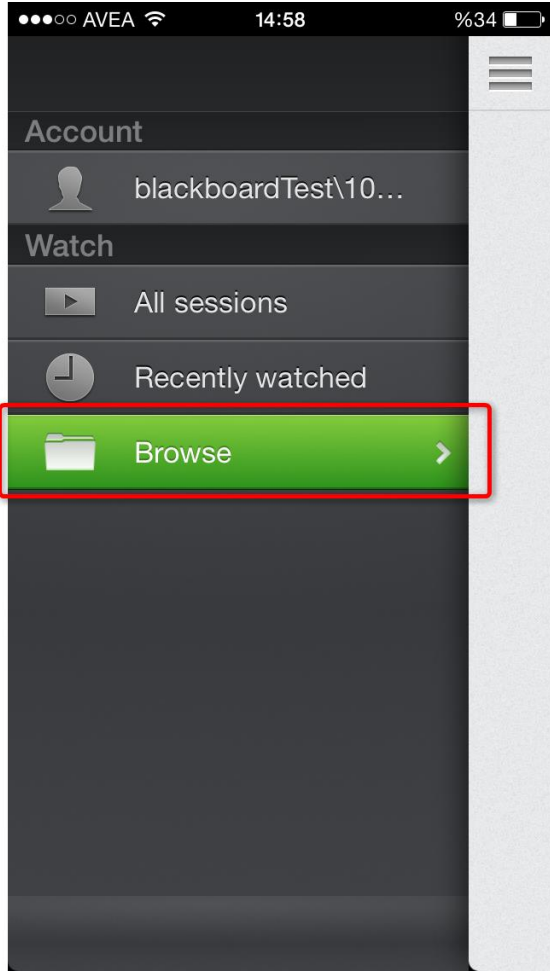 AVEA 14:58 %34
Account
blackboardTest\10...
Watch
All sessions
Recently watched
Browse